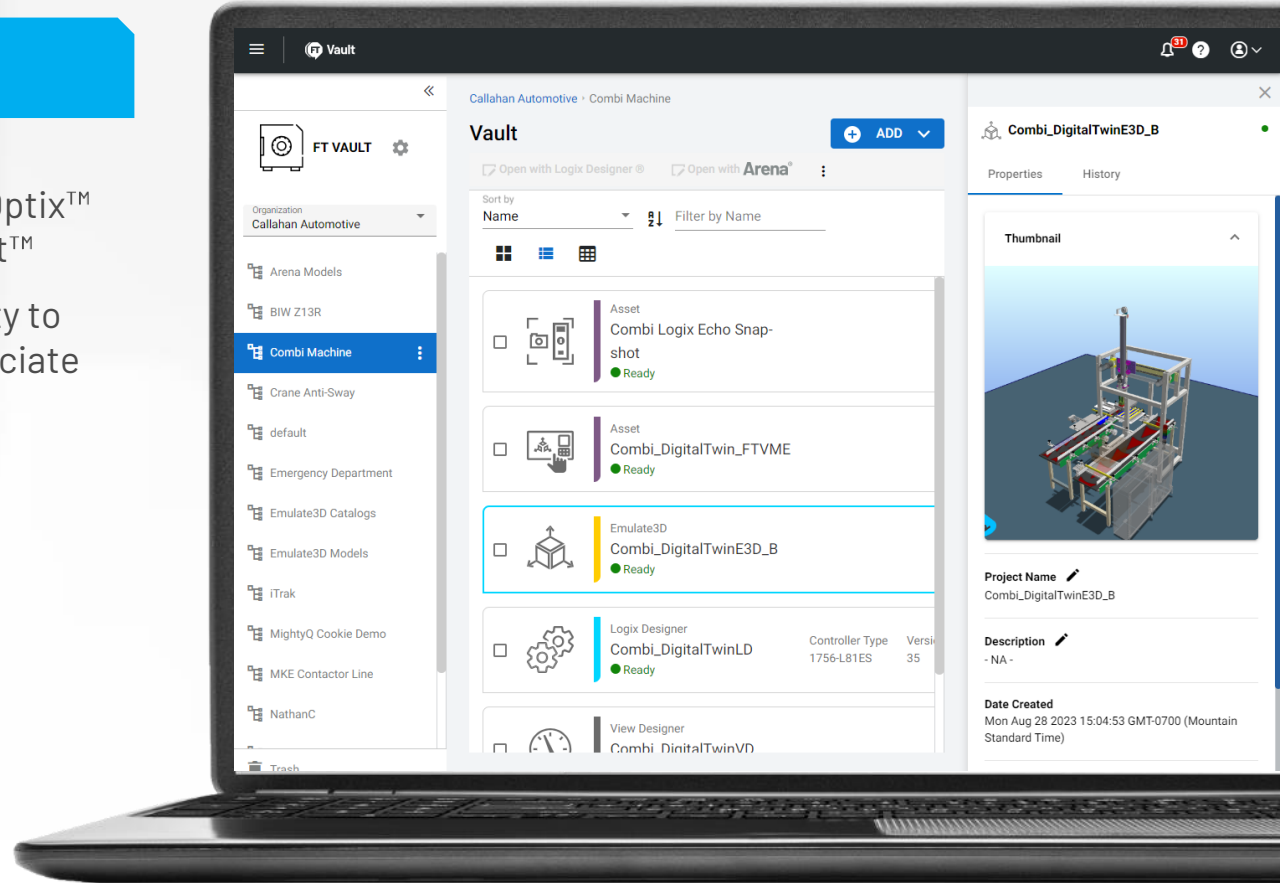 Optix™
t™
ty to
ciate
FT Vault
31
?
Callahan Automotive › Combi Machine
Vault
ADD
Open with Logix Designer ®
Open with Arena®
Sort by
Name
A
Z
Filter by Name
FT VAULT
Organization
Callahan Automotive
Arena Models
BIW Z13R
Combi Machine
Crane Anti-Sway
default
Emergency Department
Emulate3D Catalogs
Emulate3D Models
iTrak
MightyQ Cookie Demo
MKE Contactor Line
NathanC
Trash
Asset
Combi Logix Echo Snap-
shot
Ready
Asset
Combi_DigitalTwin_FTVME
Ready
Emulate3D
Combi_DigitalTwinE3D_B
Ready
Logix Designer
Combi_DigitalTwinLD
Ready
Controller Type
1756-L81ES
Versi
35
View Designer
Combi_DigitalTwinVD
Combi_DigitalTwinE3D_B
Properties History
Thumbnail
Project Name
Combi_DigitalTwinE3D_B
Description
- NA -
Date Created
Mon Aug 28 2023 15:04:53 GMT-0700 (Mountain
Standard Time)